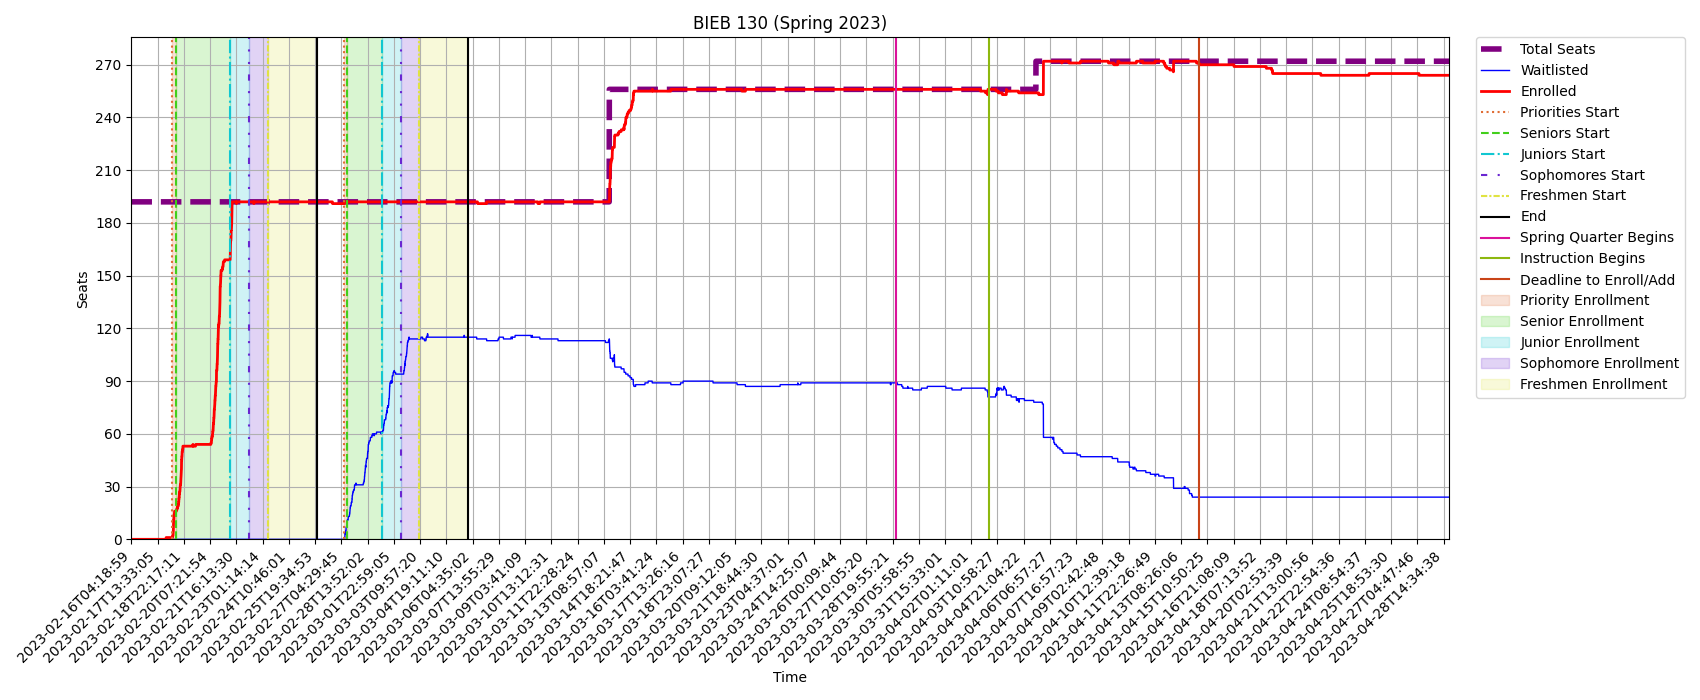 BIEB 130 (Spring 2023)
Seats
270
240
210
180
150
120
90
60
30
0
2023-02-16T04:18:59
2023-02-17T13:33:05
2023-02-18T22:17:11
2023-02-20T07:21:54
2023-02-21T16:13:30
2023-02-23T01:14:14
2023-02-24T10:46:01
2023-02-25T19:34:53
2023-02-27T04:29:45
2023-02-28T13:52:02
2023-03-01T22:59:05
2023-03-03T09:57:20
2023-03-04T19:11:10
2023-03-06T04:35:02
2023-03-07T13:55:29
2023-03-09T03:41:09
2023-03-10T13:12:31
2023-03-11T22:28:24
2023-03-13T08:57:07
2023-03-14T18:21:47
2023-03-16T03:41:24
2023-03-17T13:26:16
2023-03-18T23:07:27
2023-03-20T09:12:05
2023-03-21T18:44:30
2023-03-23T04:37:01
2023-03-24T14:25:07
2023-03-26T00:09:44
2023-03-27T10:05:20
2023-03-28T19:55:21
2023-03-30T05:58:55
2023-03-31T15:33:01
2023-04-02T01:11:01
2023-04-03T10:58:27
2023-04-04T21:04:22
2023-04-06T06:57:27
2023-04-07T16:57:23
2023-04-09T02:42:48
2023-04-10T12:39:18
2023-04-11T22:26:49
2023-04-13T08:26:06
2023-04-15T10:50:25
2023-04-16T21:08:09
2023-04-18T07:13:52
2023-04-20T02:53:39
2023-04-21T13:00:56
2023-04-22T22:54:36
2023-04-24T08:54:37
2023-04-25T18:53:30
2023-04-27T04:47:46
2023-04-28T14:34:38
Time
Total Seats
Waitlisted
Enrolled
Priorities Start
Seniors Start
Juniors Start
Sophomores Start
Freshmen Start
End
Spring Quarter Begins
Instruction Begins
Deadline to Enroll/Add
Priority Enrollment
Senior Enrollment
Junior Enrollment
Sophomore Enrollment
Freshmen Enrollment